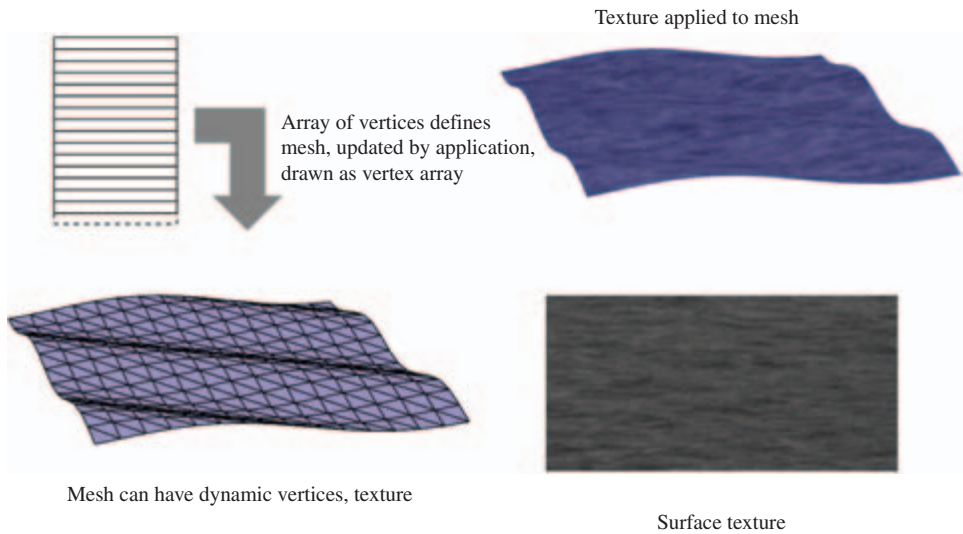 Texture applied to mesh
Array of vertices defines
mesh, updated by application,
drawn as vertex array
Mesh can have dynamic vertices, texture
Surface texture